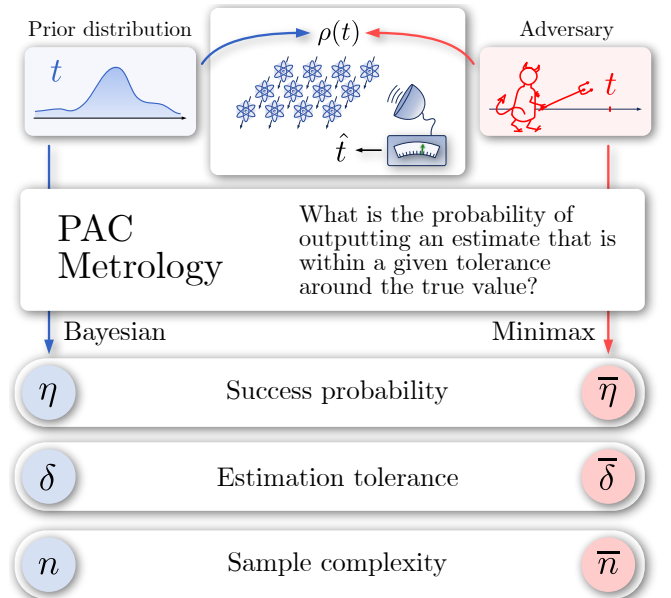 Prior distribution
ρ(t)
Adversary
t
t
t̂
PAC
Metrology
What is the probability of
outputting an estimate that is
within a given tolerance
around the true value?
Bayesian
Minimax
η
Success probability
η̅
δ
Estimation tolerance
δ̅
n
Sample complexity
n̅